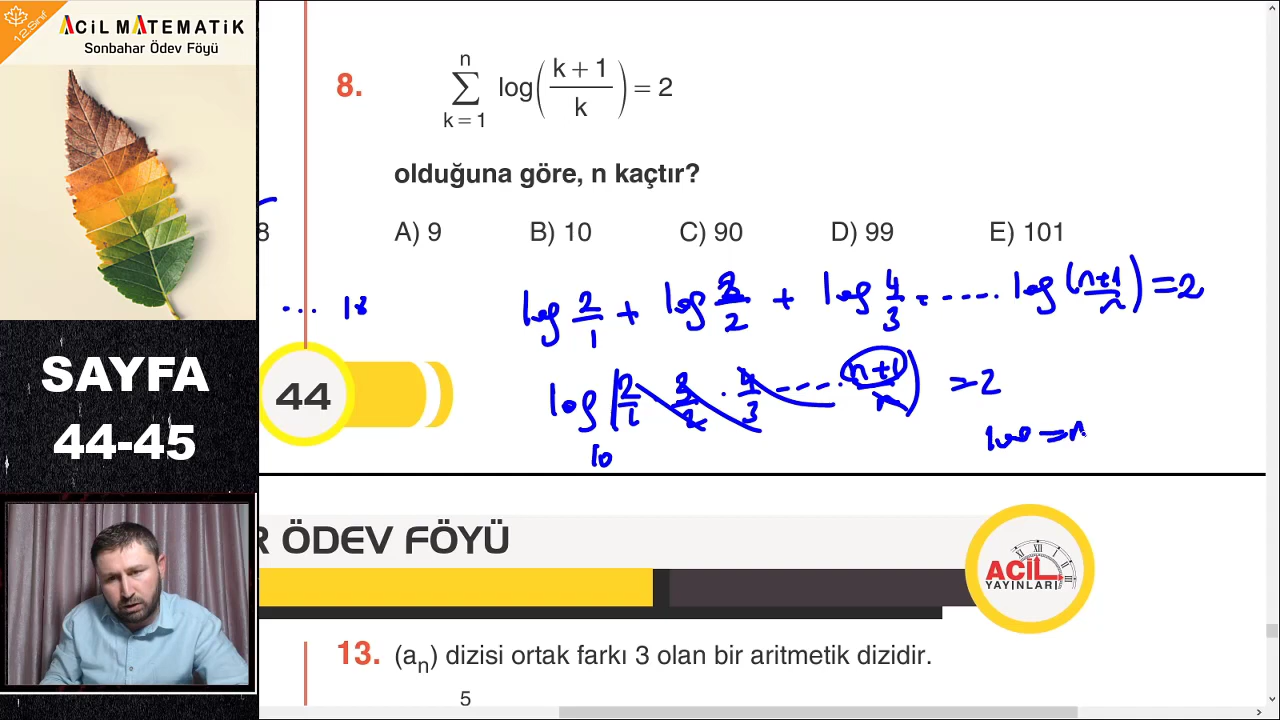 12.Sınıf
ACİL MATEMATİK
Sonbahar Ödev Föyü
SAYFA
44-45
8
... 18
44
8. n
∑ log((k + 1)/k) = 2
k = 1
olduğuna göre, n kaçtır?
A) 9 B) 10 C) 90 D) 99 E) 101
log 2/1 + log 3/2 + log 4/3 + ..... log (n+1/n) = 2
log (2/1 . 3/2 . 4/3 ---- . n+1/n) = 2
10
100 = n
R ÖDEV FÖYÜ
ACİL
YAYINLARI
13. (aₙ) dizisi ortak farkı 3 olan bir aritmetik dizidir.
5